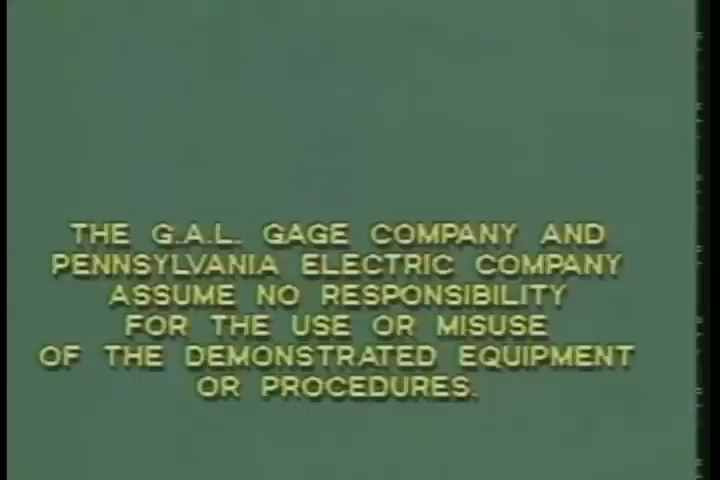 THE G.A.L. GAGE COMPANY AND
PENNSYLVANIA ELECTRIC COMPANY
ASSUME NO RESPONSIBILITY
FOR THE USE OR MISUSE
OF THE DEMONSTRATED EQUIPMENT
OR PROCEDURES.